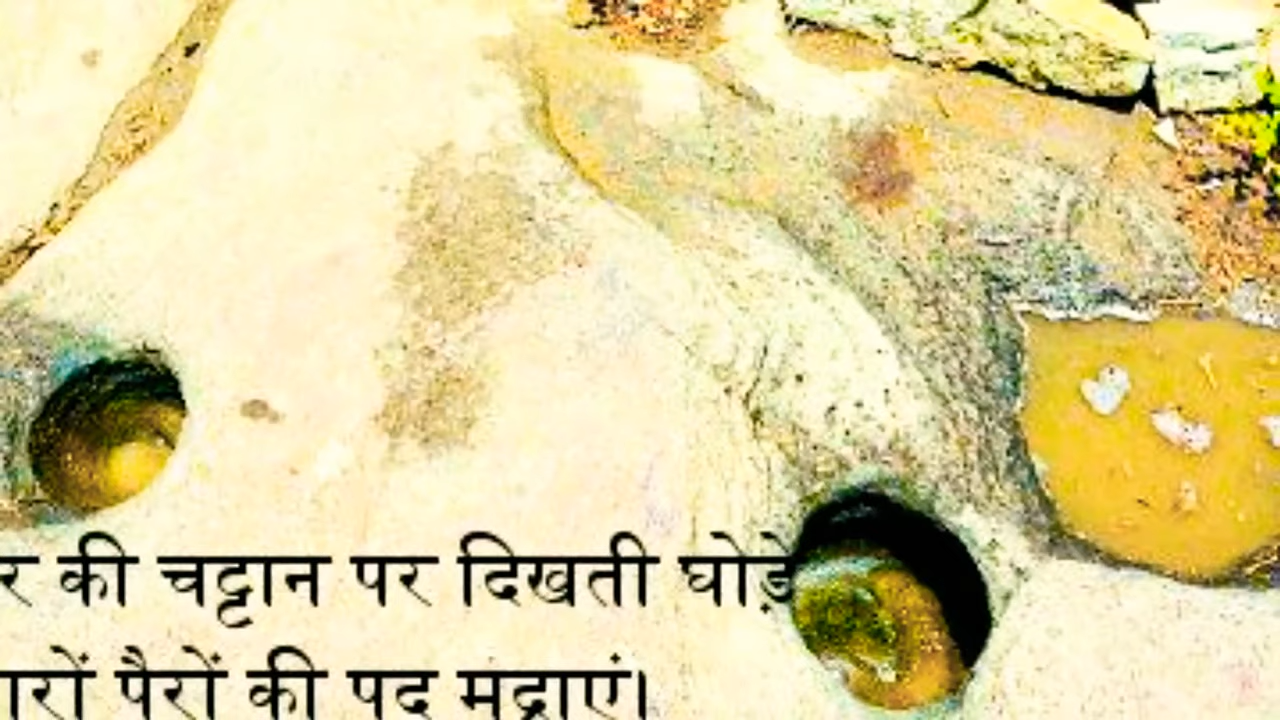 र की चट्टान पर दिखती घोड़े
ारों पैरों की पद मुद्राएं।